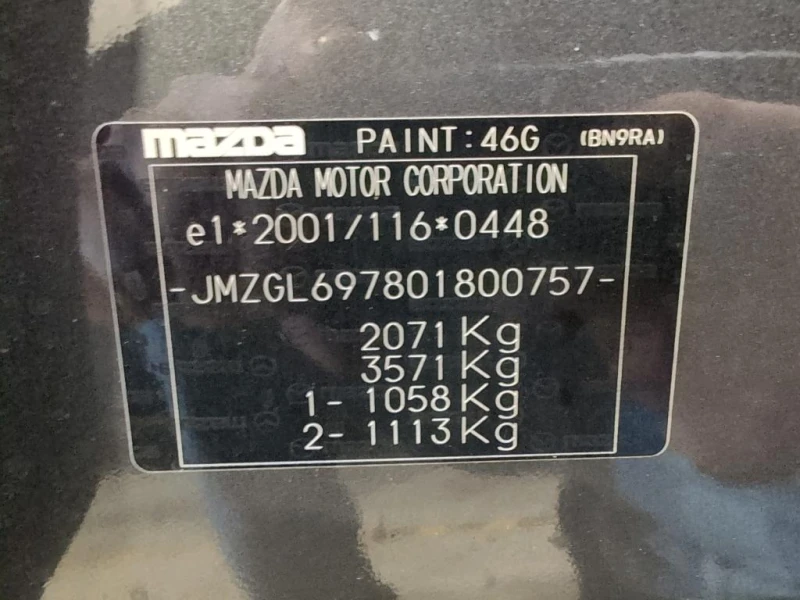 mazda PAINT: 46G (BN9RA)
MAZDA MOTOR CORPORATION
e1*2001/116*0448
-JMZGL697801800757-
2071 Kg
3571 Kg
1- 1058 Kg
2- 1113 Kg